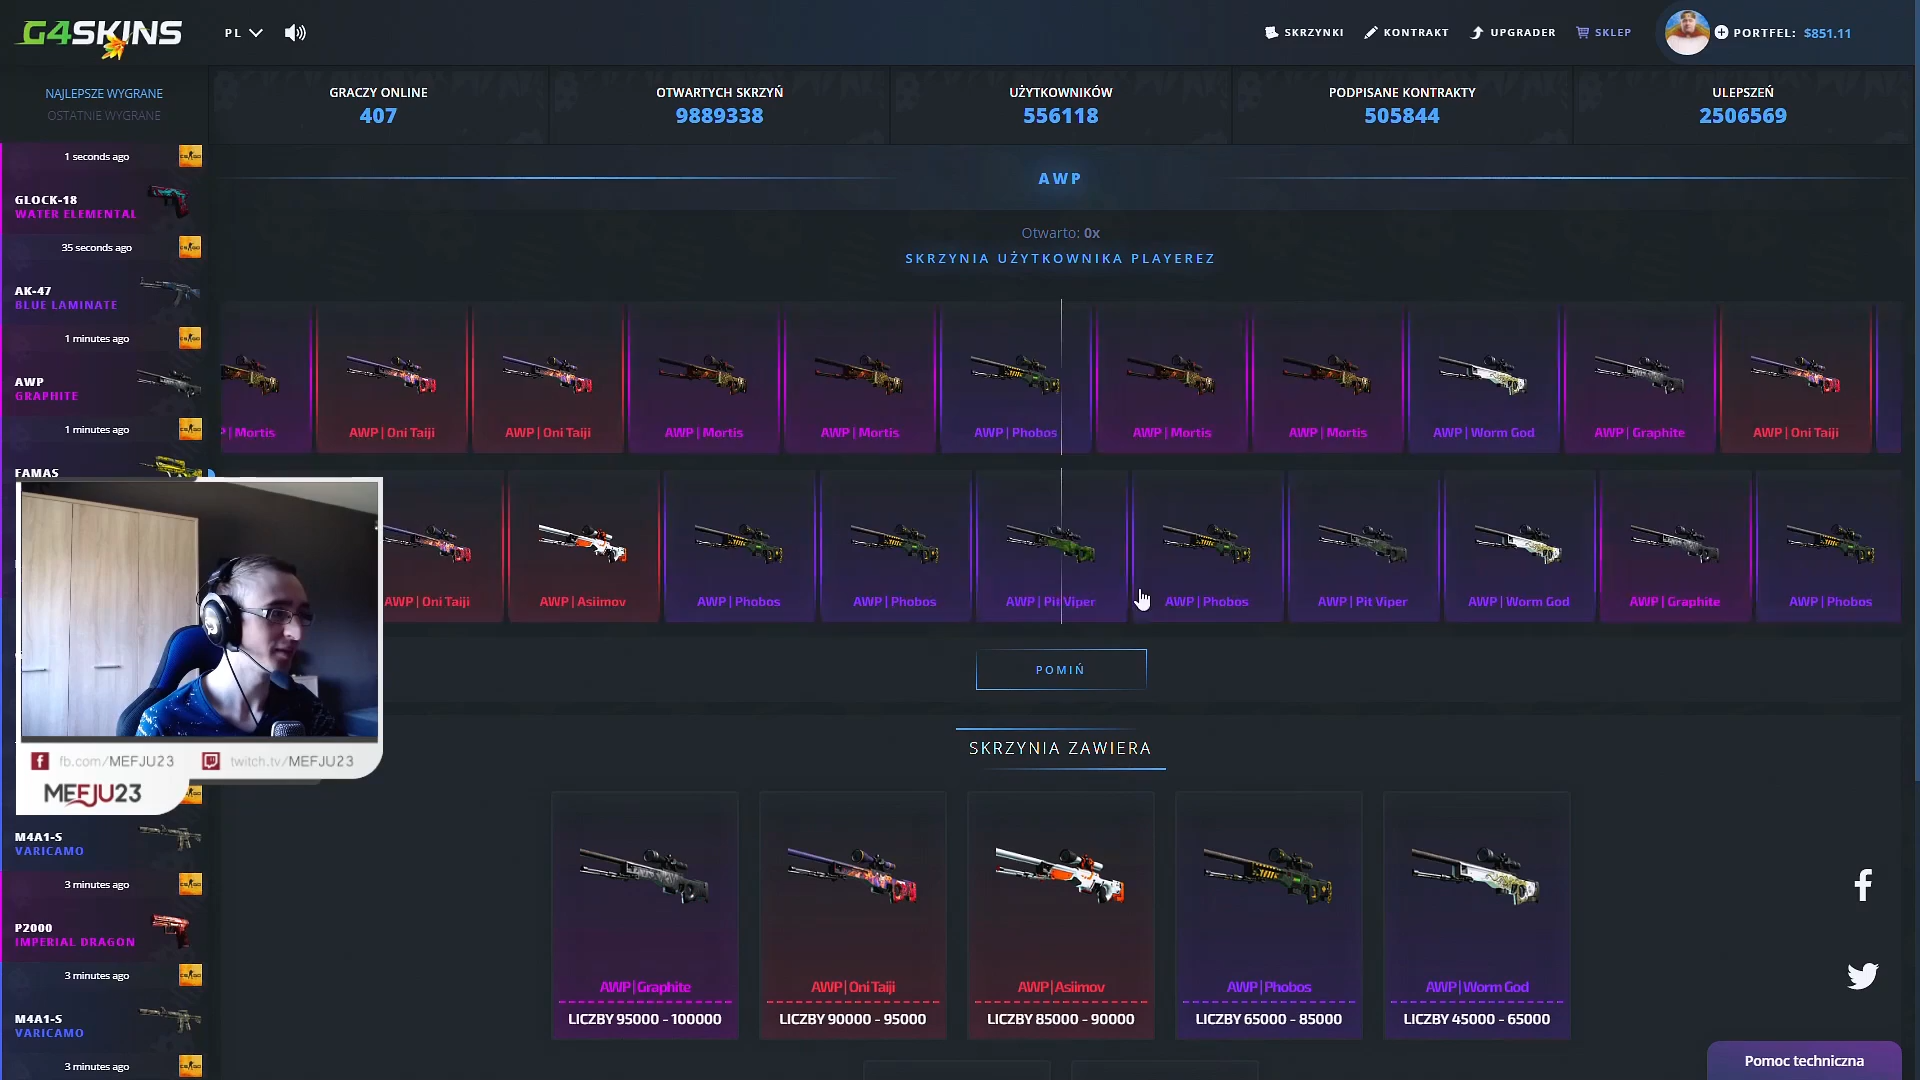 G4SKINS
PL
SKRZYNKI
KONTRAKT
UPGRADER
SKLEP
PORTFEL: $851.11
NAJLEPSZE WYGRANE
OSTATNIE WYGRANE
GRACZY ONLINE
407
OTWARTYCH SKRZYŃ
9889338
UŻYTKOWNIKÓW
556118
PODPISANE KONTRAKTY
505844
ULEPSZEŃ
2506569
1 seconds ago
GLOCK-18
WATER ELEMENTAL
35 seconds ago
AK-47
BLUE LAMINATE
1 minutes ago
AWP
GRAPHITE
1 minutes ago
FAMAS
AWP
Otwarto: 0x
SKRZYNIA UŻYTKOWNIKA PLAYEREZ
| Mortis
AWP | Oni Taiji
AWP | Oni Taiji
AWP | Mortis
AWP | Mortis
AWP | Phobos
AWP | Mortis
AWP | Mortis
AWP | Worm God
AWP | Graphite
AWP | Oni Taiji
AWP | Oni Taiji
AWP | Asiimov
AWP | Phobos
AWP | Phobos
AWP | Pit Viper
AWP | Phobos
AWP | Pit Viper
AWP | Worm God
AWP | Graphite
AWP | Phobos
POMIŃ
fb.com/MEFJU23
twitch.tv/MEFJU23
MEFJU23
M4A1-S
VARICAMO
3 minutes ago
P2000
IMPERIAL DRAGON
3 minutes ago
M4A1-S
VARICAMO
3 minutes ago
SKRZYNIA ZAWIERA
AWP | Graphite
LICZBY 95000 - 100000
AWP | Oni Taiji
LICZBY 90000 - 95000
AWP | Asiimov
LICZBY 85000 - 90000
AWP | Phobos
LICZBY 65000 - 85000
AWP | Worm God
LICZBY 45000 - 65000
Pomoc techniczna